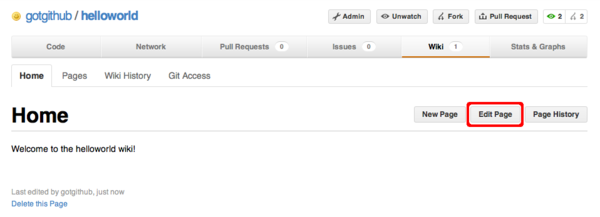 gotgithub / helloworld
Admin Unwatch Fork Pull Request 2 2
Code Network Pull Requests 0 Issues 0 Wiki 1 Stats & Graphs
Home Pages Wiki History Git Access
Home
New Page Edit Page Page History
Welcome to the helloworld wiki!
Last edited by gotgithub, just now
Delete this Page